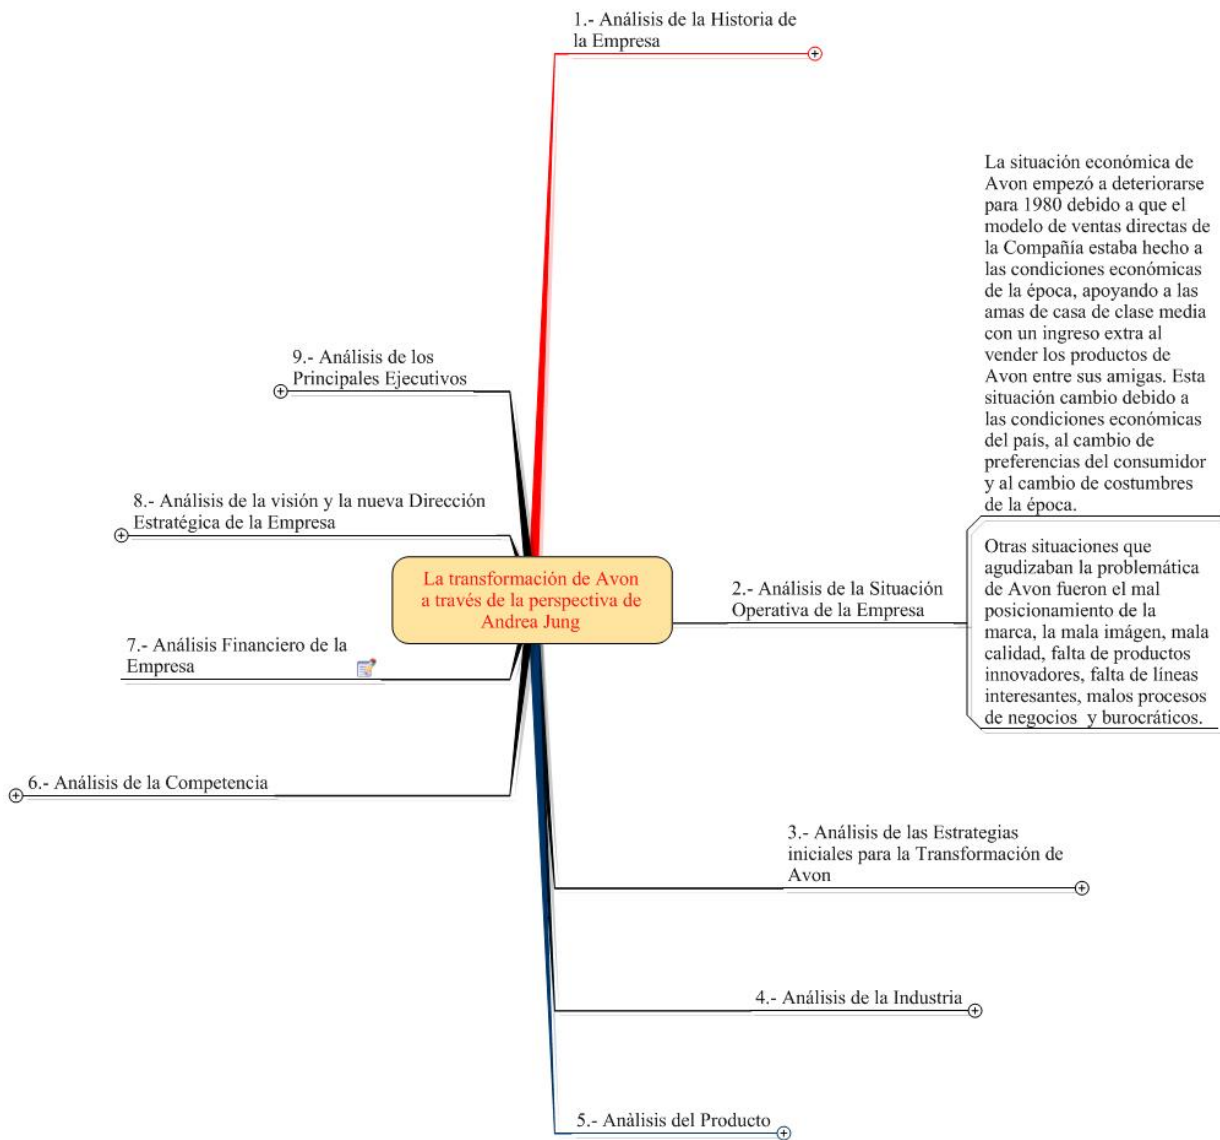 1.- Análisis de la Historia de
la Empresa
La situación económica de
Avon empezó a deteriorarse
para 1980 debido a que el
modelo de ventas directas de
la Compañía estaba hecho a
las condiciones económicas
de la época, apoyando a las
amas de casa de clase media
con un ingreso extra al
vender los productos de
Avon entre sus amigas. Esta
situación cambio debido a
las condiciones económicas
del país, al cambio de
preferencias del consumidor
y al cambio de costumbres
de la época.
9.- Análisis de los
Principales Ejecutivos
8.- Análisis de la visión y la nueva Dirección
Estratégica de la Empresa
La transformación de Avon
a través de la perspectiva de
Andrea Jung
2.- Análisis de la Situación
Operativa de la Empresa
Otras situaciones que
agudizaban la problemática
de Avon fueron el mal
posicionamiento de la
marca, la mala imágen, mala
calidad, falta de productos
innovadores, falta de líneas
interesantes, malos procesos
de negocios  y burocráticos.
7.- Análisis Financiero de la
Empresa
6.- Análisis de la Competencia
3.- Análisis de las Estrategias
iniciales para la Transformación de
Avon
4.- Análisis de la Industria
5.- Anàlisis del Producto